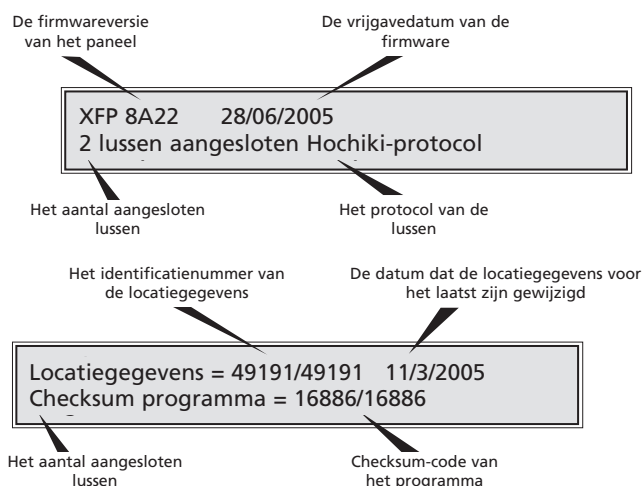 De firmwareversie
van het paneel
De vrijgavedatum van de
firmware
XFP 8A22 28/06/2005
2 lussen aangesloten Hochiki-protocol
Het aantal aangesloten
lussen
Het protocol van de
lussen
Het identificatienummer van
de locatiegegevens
De datum dat de locatiegegevens voor
het laatst zijn gewijzigd
Locatiegegevens = 49191/49191 11/3/2005
Checksum programma = 16886/16886
Het aantal aangesloten
lussen
Checksum-code van
het programma